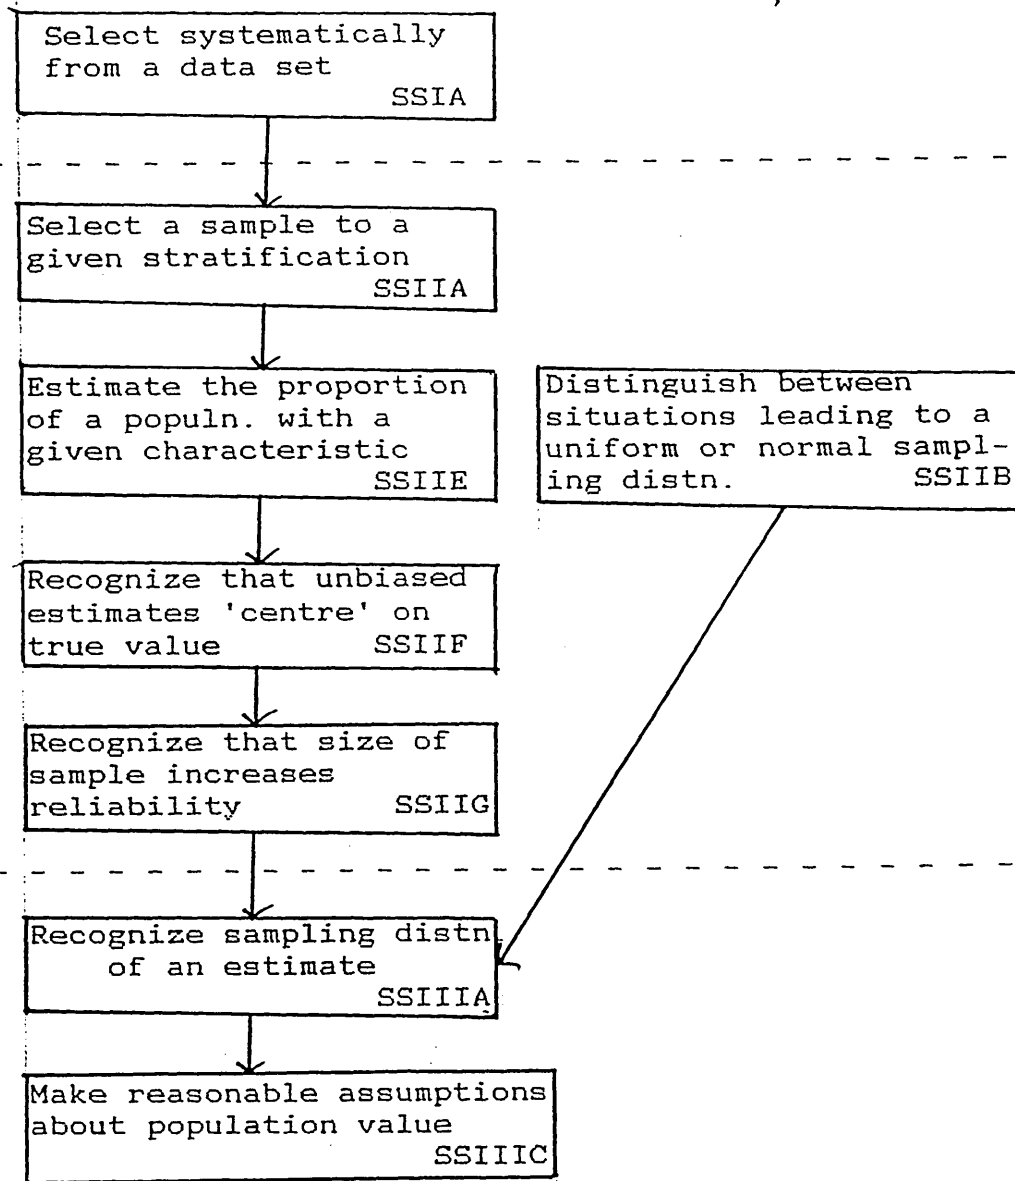 Select systematically
from a data set
SSIA
Select a sample to a
given stratification
SSIIA
Estimate the proportion
of a populn. with a
given characteristic
SSIIE
Distinguish between
situations leading to a
uniform or normal sampl-
ing distn. SSIIB
Recognize that unbiased
estimates 'centre' on
true value SSIIF
Recognize that size of
sample increases
reliability SSIIG
Recognize sampling distn.
of an estimate
SSIIIA
Make reasonable assumptions
about population value
SSIIIC